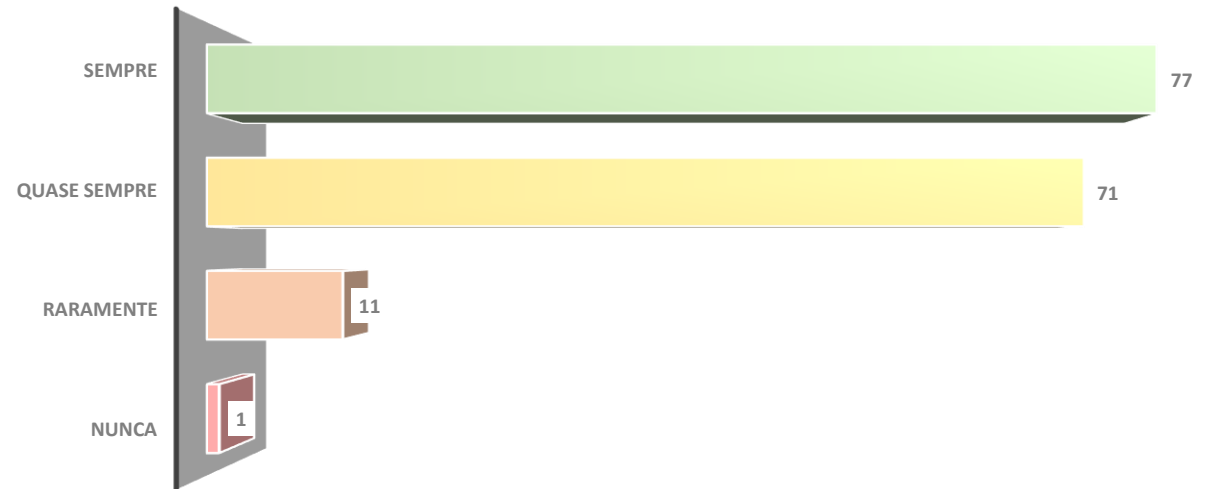 SEMPRE
77
QUASE SEMPRE
71
RARAMENTE
11
NUNCA
1